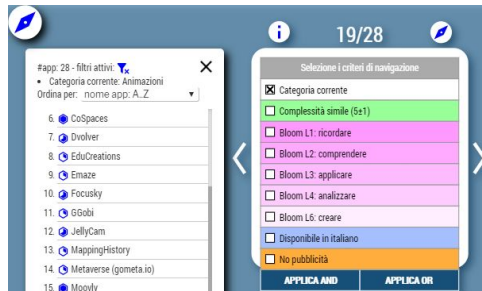 19/28
#app: 28 - filtri attivi:
Categoria corrente: Animazioni
Ordina per: nome app: A..Z
6. CoSpaces
7. Dvolver
8. EduCreations
9. Emaze
10. Focusky
11. GGobi
12. JellyCam
13. MappingHistory
14. Metaverse (gometa.io)
15. Moovly
Selezione i criteri di navigazione
Categoria corrente
Complessità simile (5±1)
Bloom L1: ricordare
Bloom L2: comprendere
Bloom L3: applicare
Bloom L4: analizzare
Bloom L6: creare
Disponibile in italiano
No pubblicità
APPLICA AND APPLICA OR